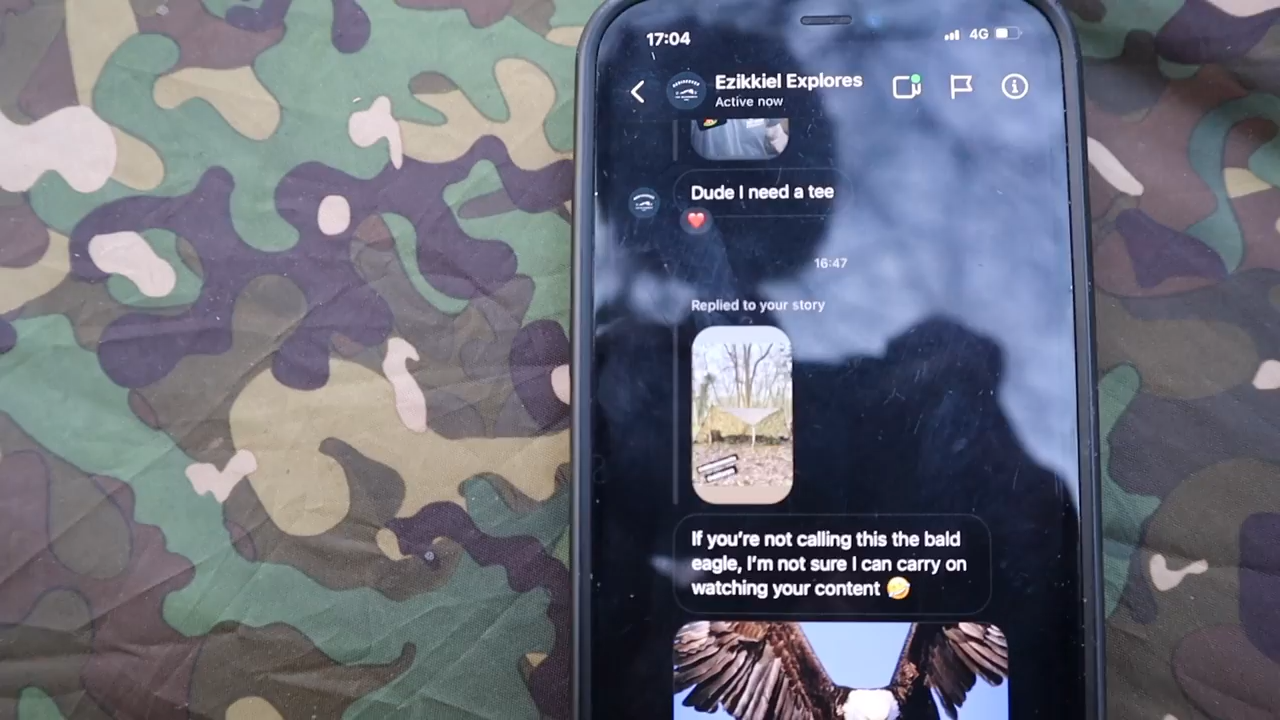 17:04
4G
Ezikkiel Explores
Active now
Dude I need a tee
16:47
Replied to your story
If you're not calling this the bald
eagle, I'm not sure I can carry on
watching your content 🤣